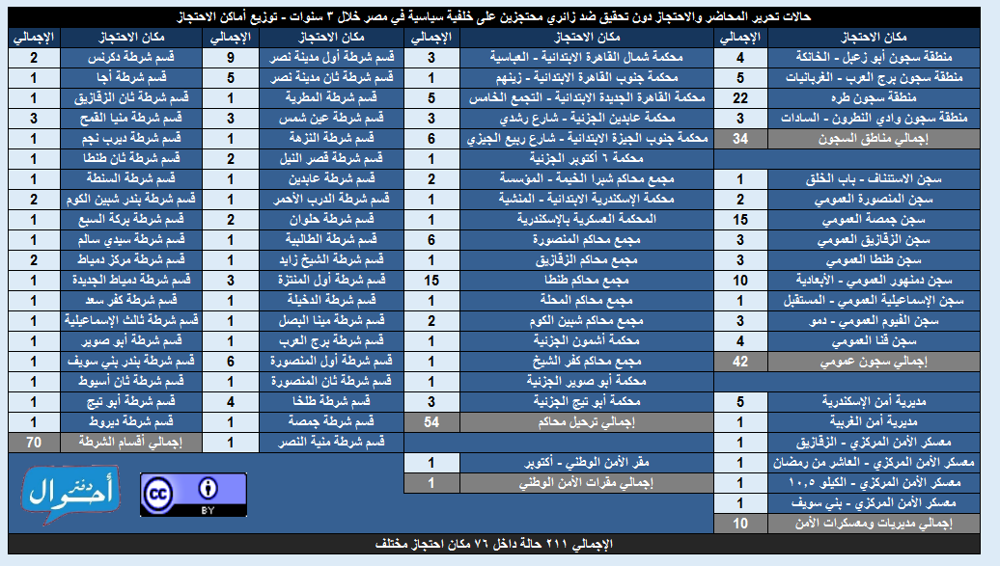 حالات تحرير المحاضر والاحتجاز دون تحقيق ضد زائري محتجزين على خلفية سياسية في مصر خلال ٣ سنوات - توزيع أماكن الاحتجاز
مكان الاحتجاز الإجمالي مكان الاحتجاز الإجمالي مكان الاحتجاز الإجمالي مكان الاحتجاز الإجمالي
منطقة سجون أبو زعبل - الخانكة 4 محكمة شمال القاهرة الابتدائية - العباسية 3 قسم شرطة أول مدينة نصر 9 قسم شرطة دكرنس 2
منطقة سجون برج العرب - الغربانيات 5 محكمة جنوب القاهرة الابتدائية - زينهم 1 قسم شرطة ثان مدينة نصر 5 قسم شرطة أجا 1
منطقة سجون طره 22 محكمة القاهرة الجديدة الابتدائية - التجمع الخامس 5 قسم شرطة المطرية 1 قسم شرطة ثان الزقازيق 1
منطقة سجون وادي النطرون - السادات 3 محكمة عابدين الجزئية - شارع رشدي 3 قسم شرطة عين شمس 3 قسم شرطة منيا القمح 3
إجمالي مناطق السجون 34 محكمة جنوب الجيزة الابتدائية - شارع ربيع الجيزي 6 قسم شرطة النزهة 1 قسم شرطة ديرب نجم 1
محكمة ٦ أكتوبر الجزئية 1 قسم شرطة قصر النيل 2 قسم شرطة ثان طنطا 1
سجن الاستئناف - باب الخلق 1 مجمع محاكم شبرا الخيمة - المؤسسة 2 قسم شرطة عابدين 1 قسم شرطة السنطة 1
سجن المنصورة العمومي 2 محكمة الإسكندرية الابتدائية - المنشية 1 قسم شرطة الدرب الأحمر 1 قسم شرطة بندر شبين الكوم 2
سجن جمصة العمومي 15 المحكمة العسكرية بالإسكندرية 1 قسم شرطة حلوان 2 قسم شرطة بركة السبع 1
سجن الزقازيق العمومي 3 مجمع محاكم المنصورة 6 قسم شرطة الطالبية 1 قسم شرطة سيدي سالم 1
سجن طنطا العمومي 3 مجمع محاكم الزقازيق 1 قسم شرطة الشيخ زايد 1 قسم شرطة مركز دمياط 2
سجن دمنهور العمومي - الأبعادية 10 مجمع محاكم طنطا 15 قسم شرطة أول المنتزة 3 قسم شرطة دمياط الجديدة 1
سجن الإسماعيلية العمومي - المستقبل 1 مجمع محاكم المحلة 1 قسم شرطة الدخيلة 1 قسم شرطة كفر سعد 1
سجن الفيوم العمومي - دمو 3 مجمع محاكم شبين الكوم 2 قسم شرطة مينا البصل 1 قسم شرطة ثالث الإسماعيلية 1
سجن قنا العمومي 4 محكمة أشمون الجزئية 1 قسم شرطة برج العرب 1 قسم شرطة أبو صوير 1
إجمالي سجون عمومي 42 مجمع محاكم كفر الشيخ 1 قسم شرطة أول المنصورة 6 قسم شرطة بندر بني سويف 1
محكمة أبو صوير الجزئية 1 قسم شرطة ثان المنصورة 1 قسم شرطة ثان أسيوط 1
مديرية أمن الإسكندرية 5 محكمة أبو تيج الجزئية 3 قسم شرطة طلخا 4 قسم شرطة أبو تيج 1
مديرية أمن الغربية 1 إجمالي ترحيل محاكم 54 قسم شرطة جمصة 1 قسم شرطة ديروط 1
معسكر الأمن المركزي - الزقازيق 1 قسم شرطة منية النصر 1 إجمالي أقسام الشرطة 70
معسكر الأمن المركزي - العاشر من رمضان 1 مقر الأمن الوطني - أكتوبر 1
معسكر الأمن المركزي - الكيلو ١٠,٥ 1 إجمالي مقرات الأمن الوطني 1
معسكر الأمن المركزي - بني سويف 1
إجمالي مديريات ومعسكرات الأمن 10
دفتر
أحوال
cc
BY
الإجمالي ٢١١ حالة داخل ٧٦ مكان احتجاز مختلف